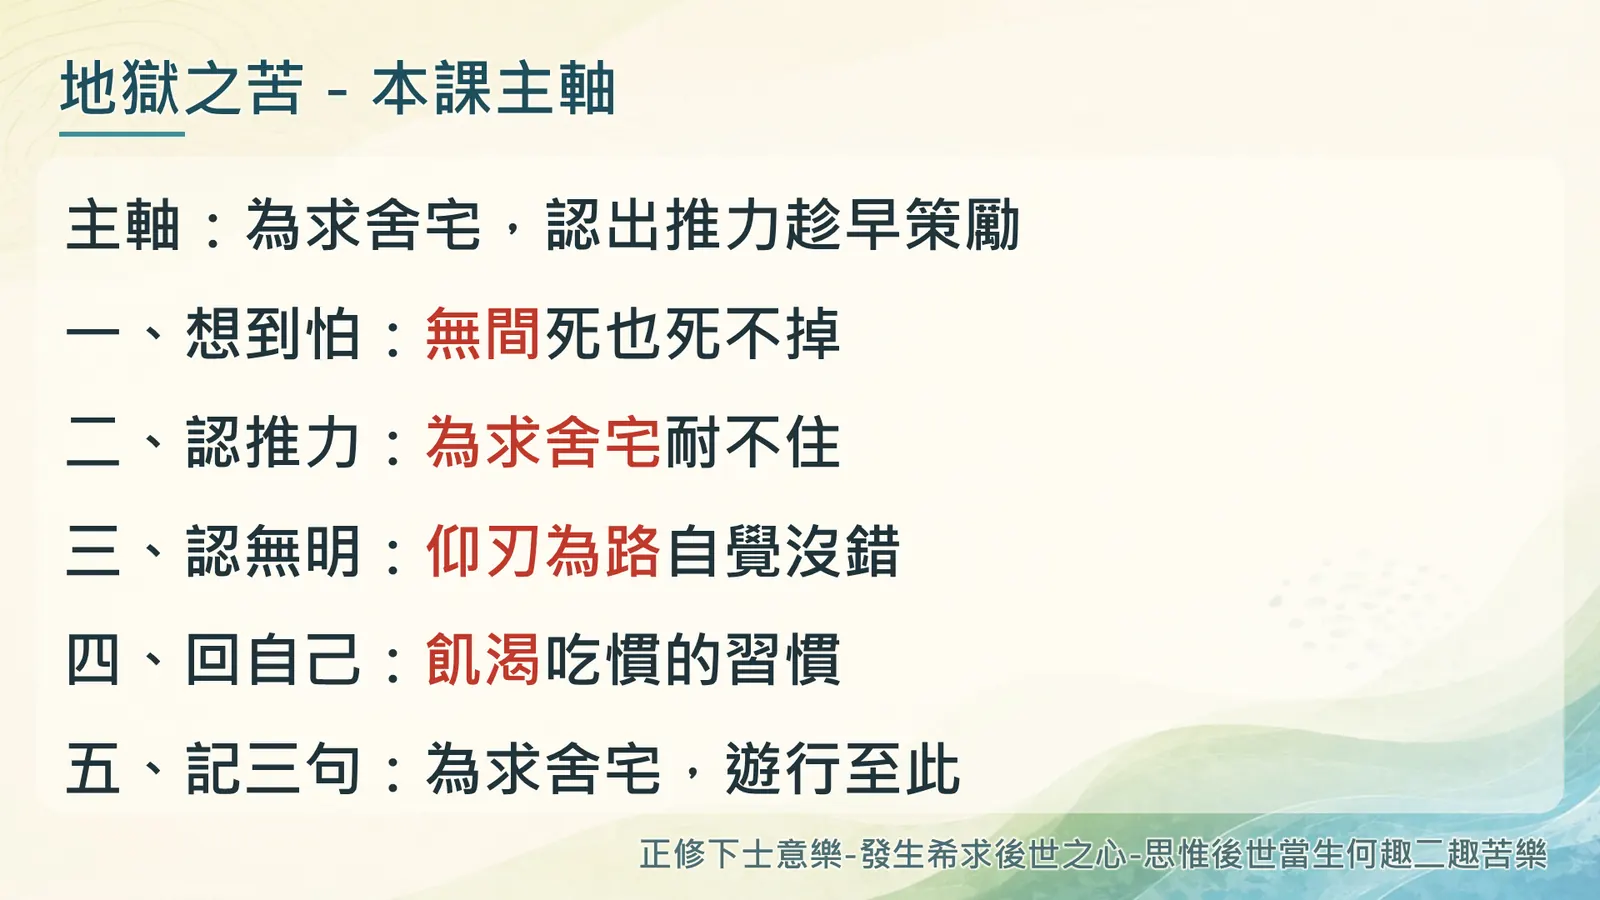 地獄之苦 - 本課主軸
主軸：為求舍宅，認出推力趁早策勵
一、想到怕：無間死也死不掉
二、認推力：為求舍宅耐不住
三、認無明：仰刃為路自覺沒錯
四、回自己：飢渴吃慣的習慣
五、記三句：為求舍宅，遊行至此
正修下士意樂-發生希求後世之心-思惟後世當生何趣二趣苦樂